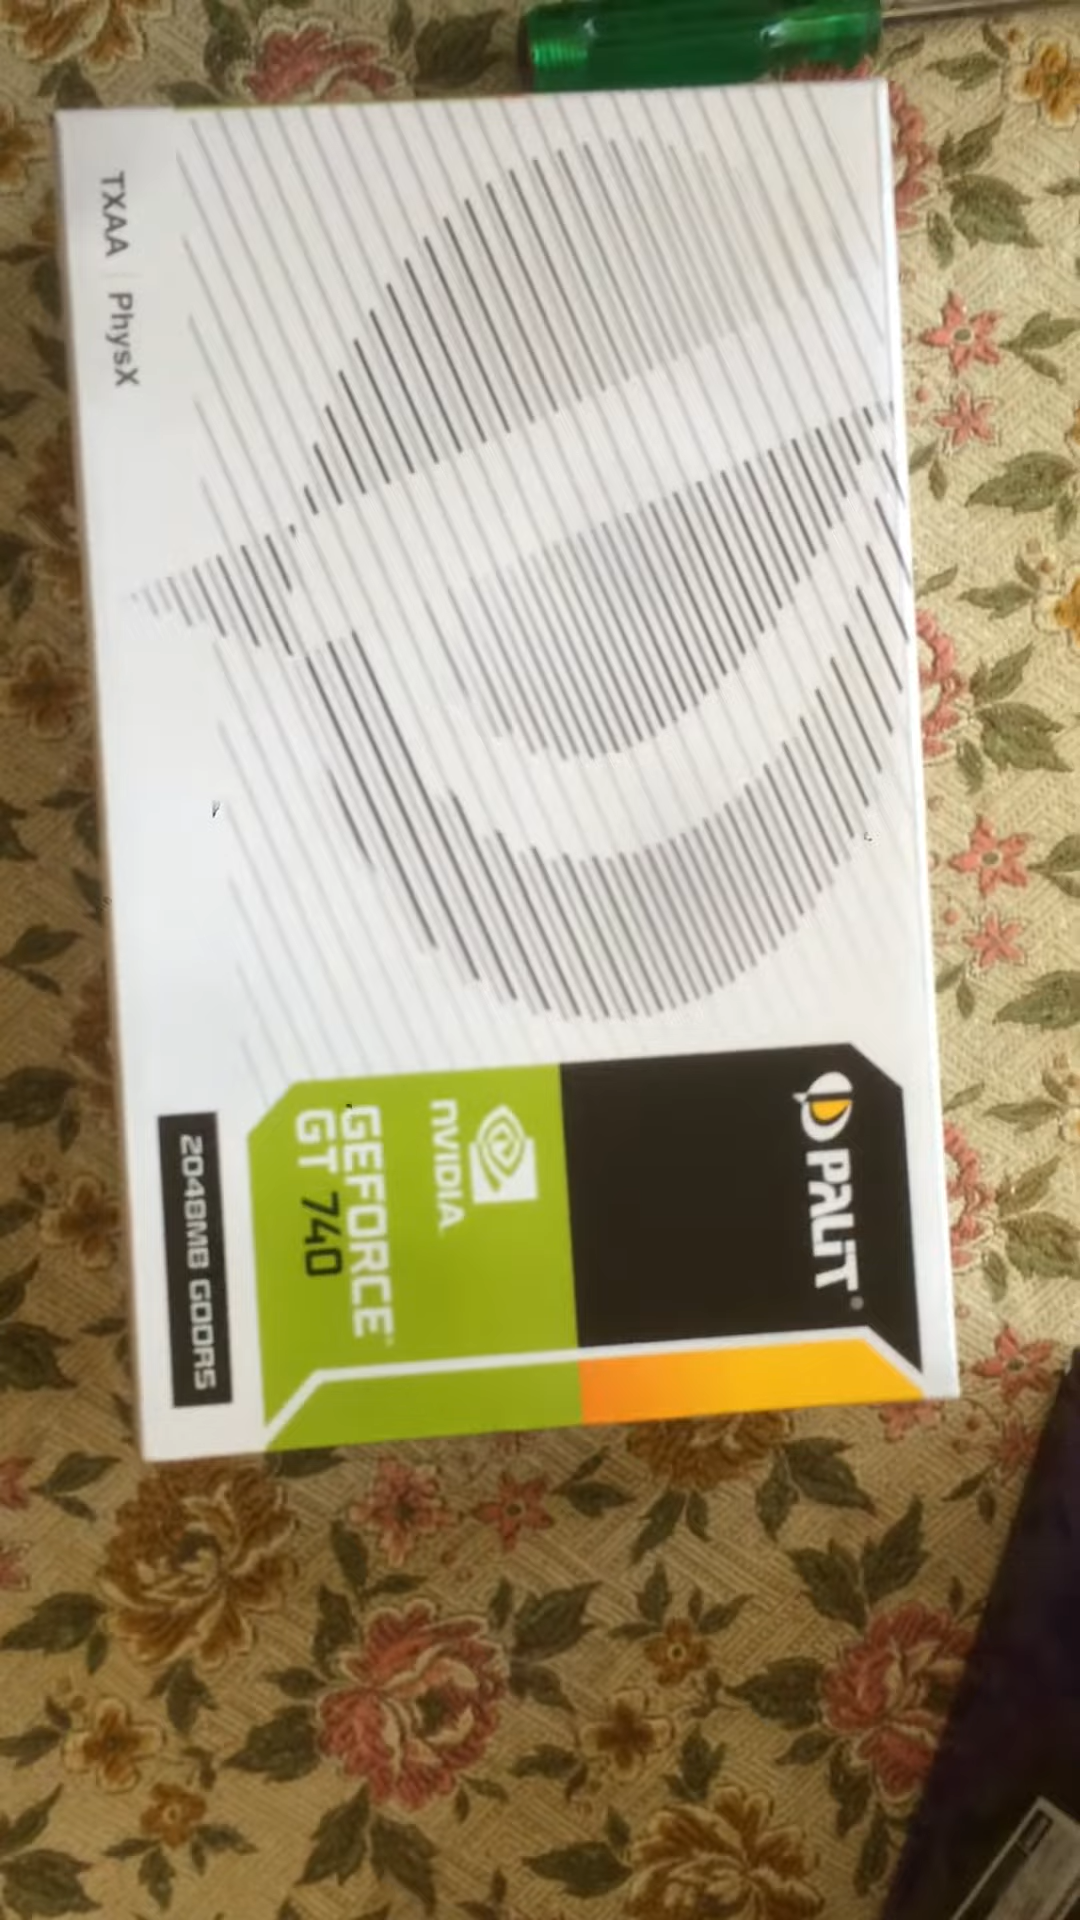 PALiT®
nVIDIA
GEFORCE®
GT 740
2048MB GDDR5
TXAA | PhysX